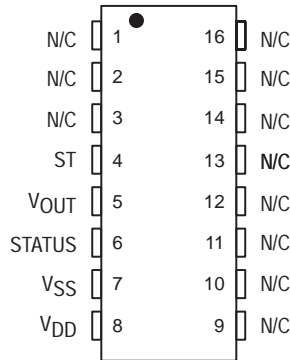 N/C 1 16 N/C
N/C 2 15 N/C
N/C 3 14 N/C
ST 4 13 N/C
VOUT 5 12 N/C
STATUS 6 11 N/C
VSS 7 10 N/C
VDD 8 9 N/C